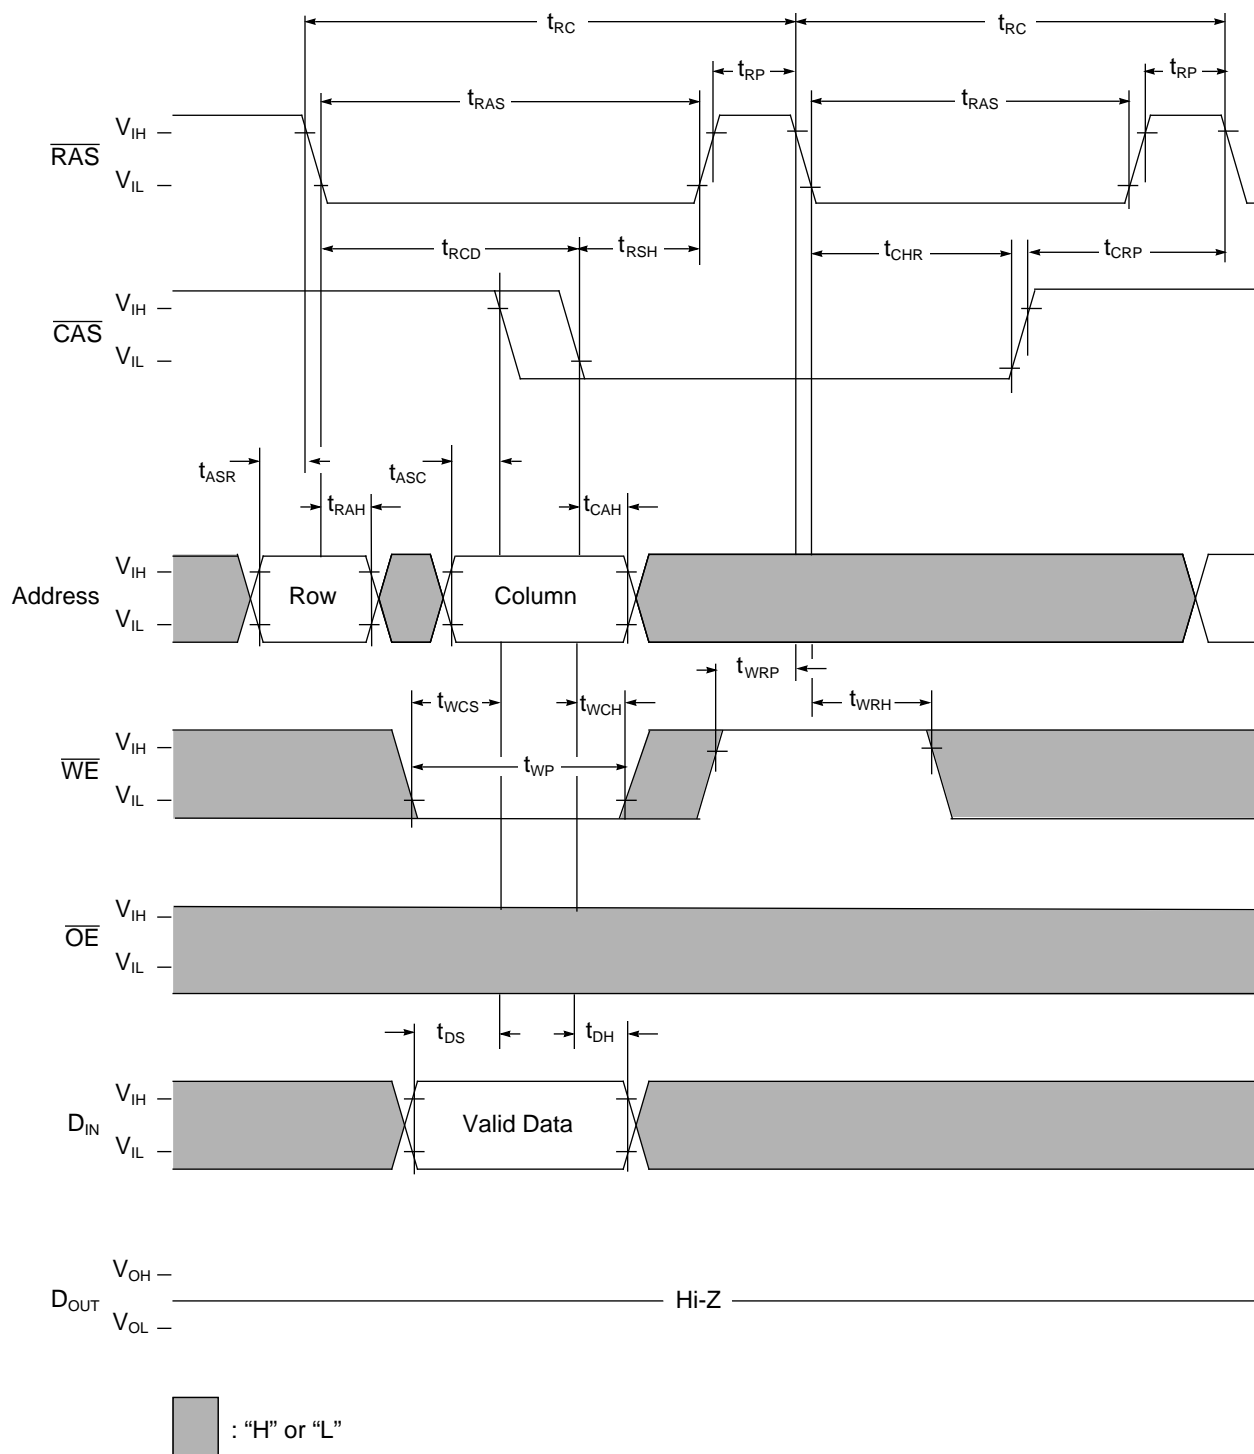 tRC tRC
tRP tRP
tRAS tRAS
VIH
RAS
VIL
tRCD tRSH tCHR tCRP
VIH
CAS
VIL
tASR tASC
tRAH tCAH
VIH
Address Row Column
VIL
tWRP
tWCS tWCH tWRH
VIH
WE tWP
VIL
VIH
OE
VIL
tDS tDH
VIH
DIN Valid Data
VIL
VOH
DOUT Hi-Z
VOL
: “H” or “L”